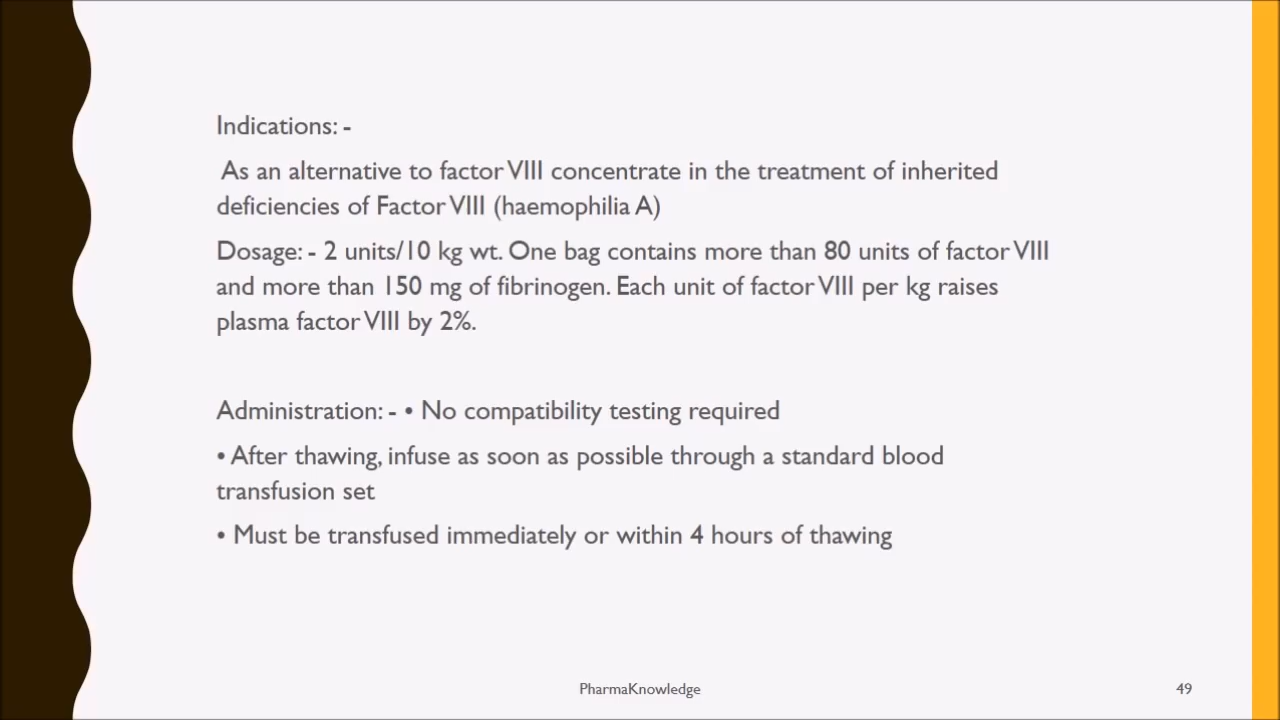 Indications: -
As an alternative to factor VIII concentrate in the treatment of inherited
deficiencies of Factor VIII (haemophilia A)
Dosage: - 2 units/10 kg wt. One bag contains more than 80 units of factor VIII
and more than 150 mg of fibrinogen. Each unit of factor VIII per kg raises
plasma factor VIII by 2%.
Administration: - • No compatibility testing required
• After thawing, infuse as soon as possible through a standard blood
transfusion set
• Must be transfused immediately or within 4 hours of thawing
PharmaKnowledge
49